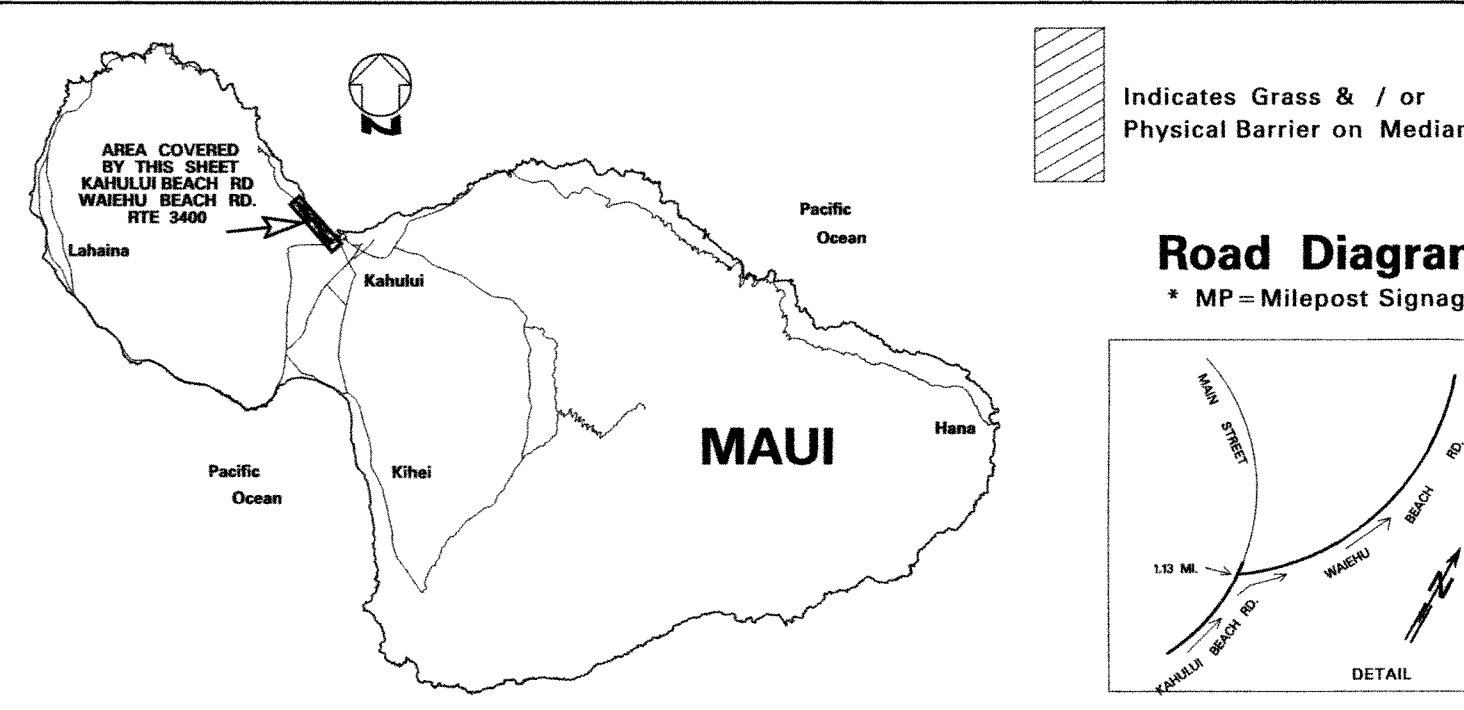 N
AREA COVERED
BY THIS SHEET
KAHULUI BEACH RD
WAIEHU BEACH RD.
RTE 3400
Lahaina
Kahului
Pacific
Ocean
Kihei
MAUI
Hana
Pacific
Ocean
Indicates Grass & / or
Physical Barrier on Median
Road Diagram
* MP=Milepost Signag
MAIN STREET
1.13 MI.
KAHULUI BEACH RD.
WAIEHU BEACH RD.
N
DETAIL